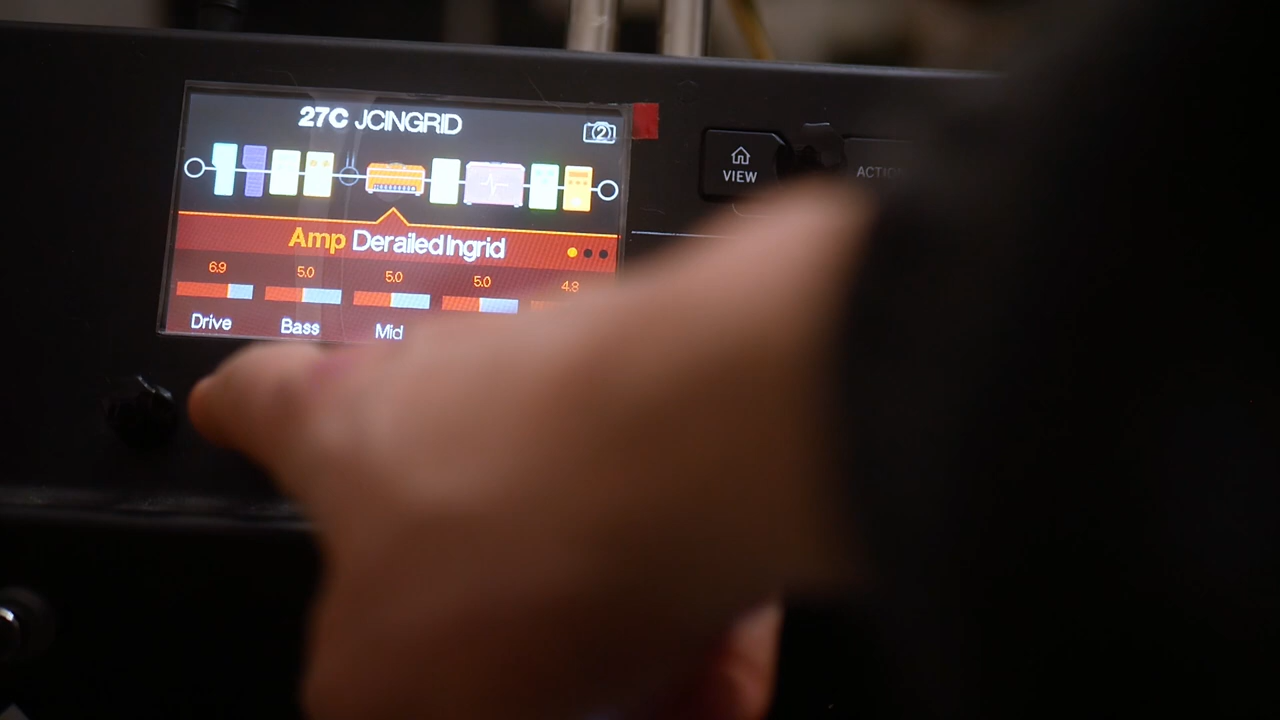 27C JCINGRID
2
VIEW
Amp Derailed Ingrid
6.9 5.0 5.0 5.0 4.8
Drive Bass Mid